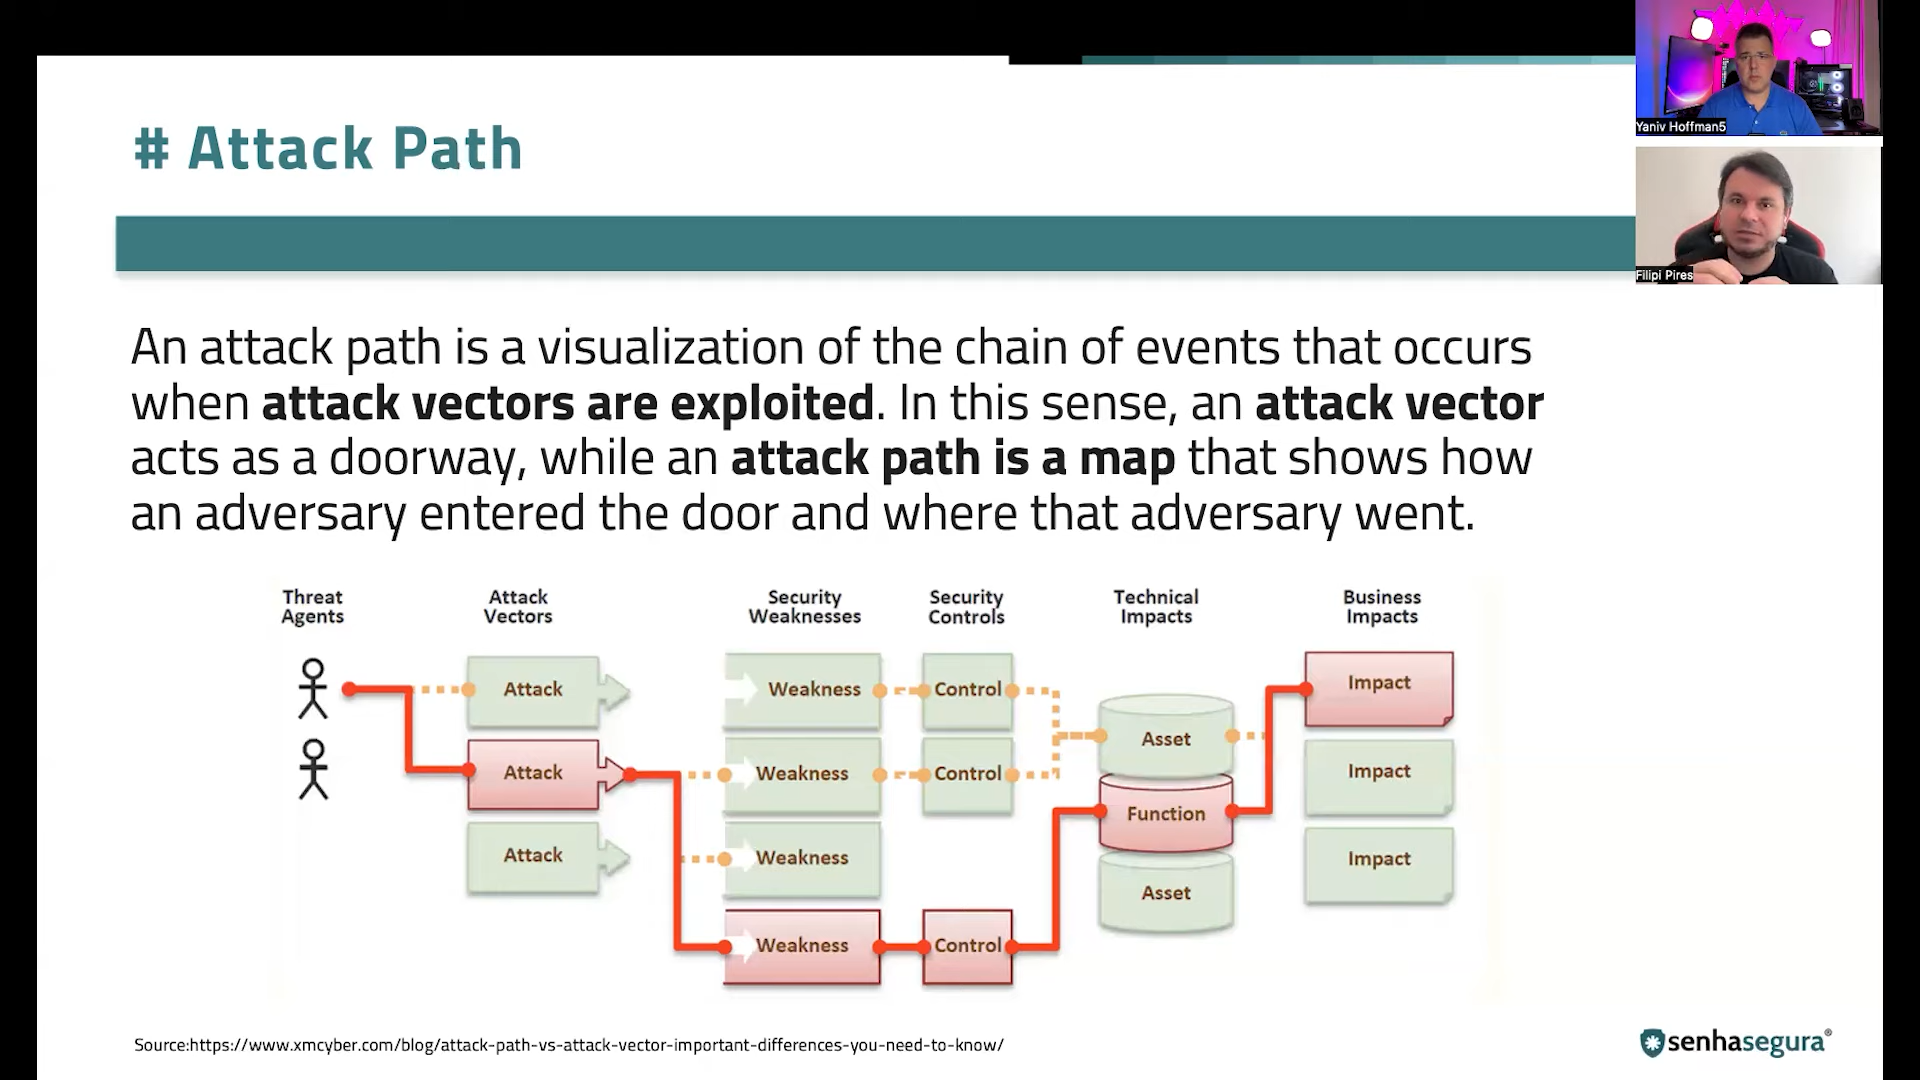 # Attack Path
Yaniv Hoffman5
Filipi Pires
An attack path is a visualization of the chain of events that occurs
when attack vectors are exploited. In this sense, an attack vector
acts as a doorway, while an attack path is a map that shows how
an adversary entered the door and where that adversary went.
Threat
Agents
Attack
Vectors
Security
Weaknesses
Security
Controls
Technical
Impacts
Business
Impacts
Attack
Weakness
Control
Asset
Impact
Attack
Weakness
Control
Function
Impact
Attack
Weakness
Asset
Impact
Weakness
Control
Source:https://www.xmcyber.com/blog/attack-path-vs-attack-vector-important-differences-you-need-to-know/
senhasegura®